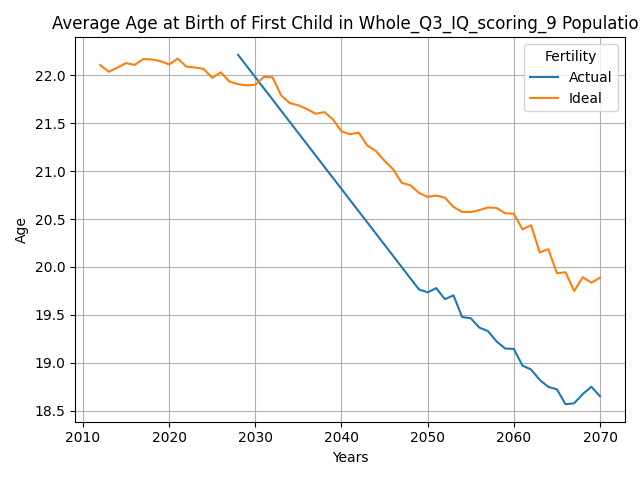 Average Age at Birth of First Child in Whole_Q3_IQ_scoring_9 Populatio
Fertility
Actual
Ideal
22.0
21.5
21.0
20.5
20.0
19.5
19.0
18.5
Age
2010 2020 2030 2040 2050 2060 2070
Years